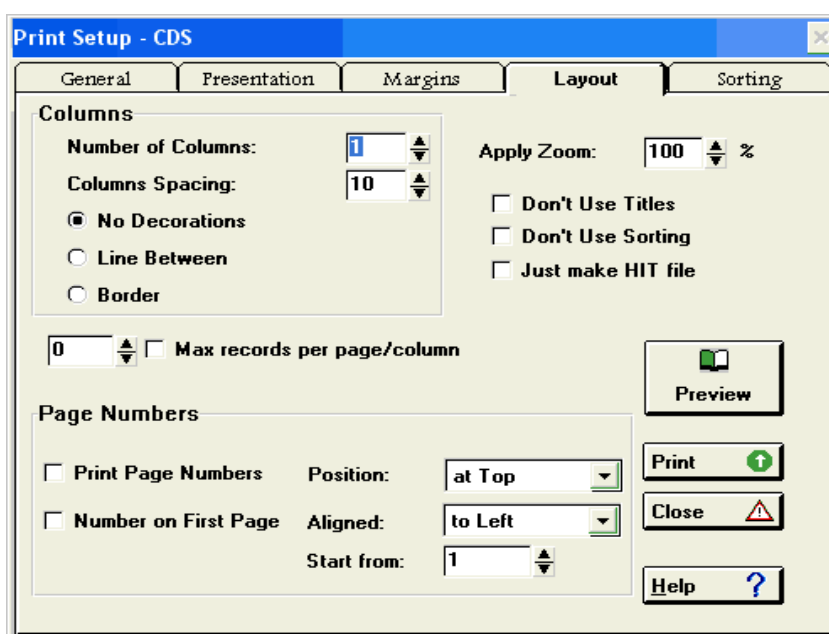 Print Setup - CDS
General Presentation Margins Layout Sorting
Columns
Number of Columns: 1
Columns Spacing: 10
No Decorations
Line Between
Border
Apply Zoom: 100 %
Don't Use Titles
Don't Use Sorting
Just make HIT file
0 Max records per page/column
Preview
Page Numbers
Print Page Numbers Position: at Top
Number on First Page Aligned: to Left
Start from: 1
Print
Close
Help ?